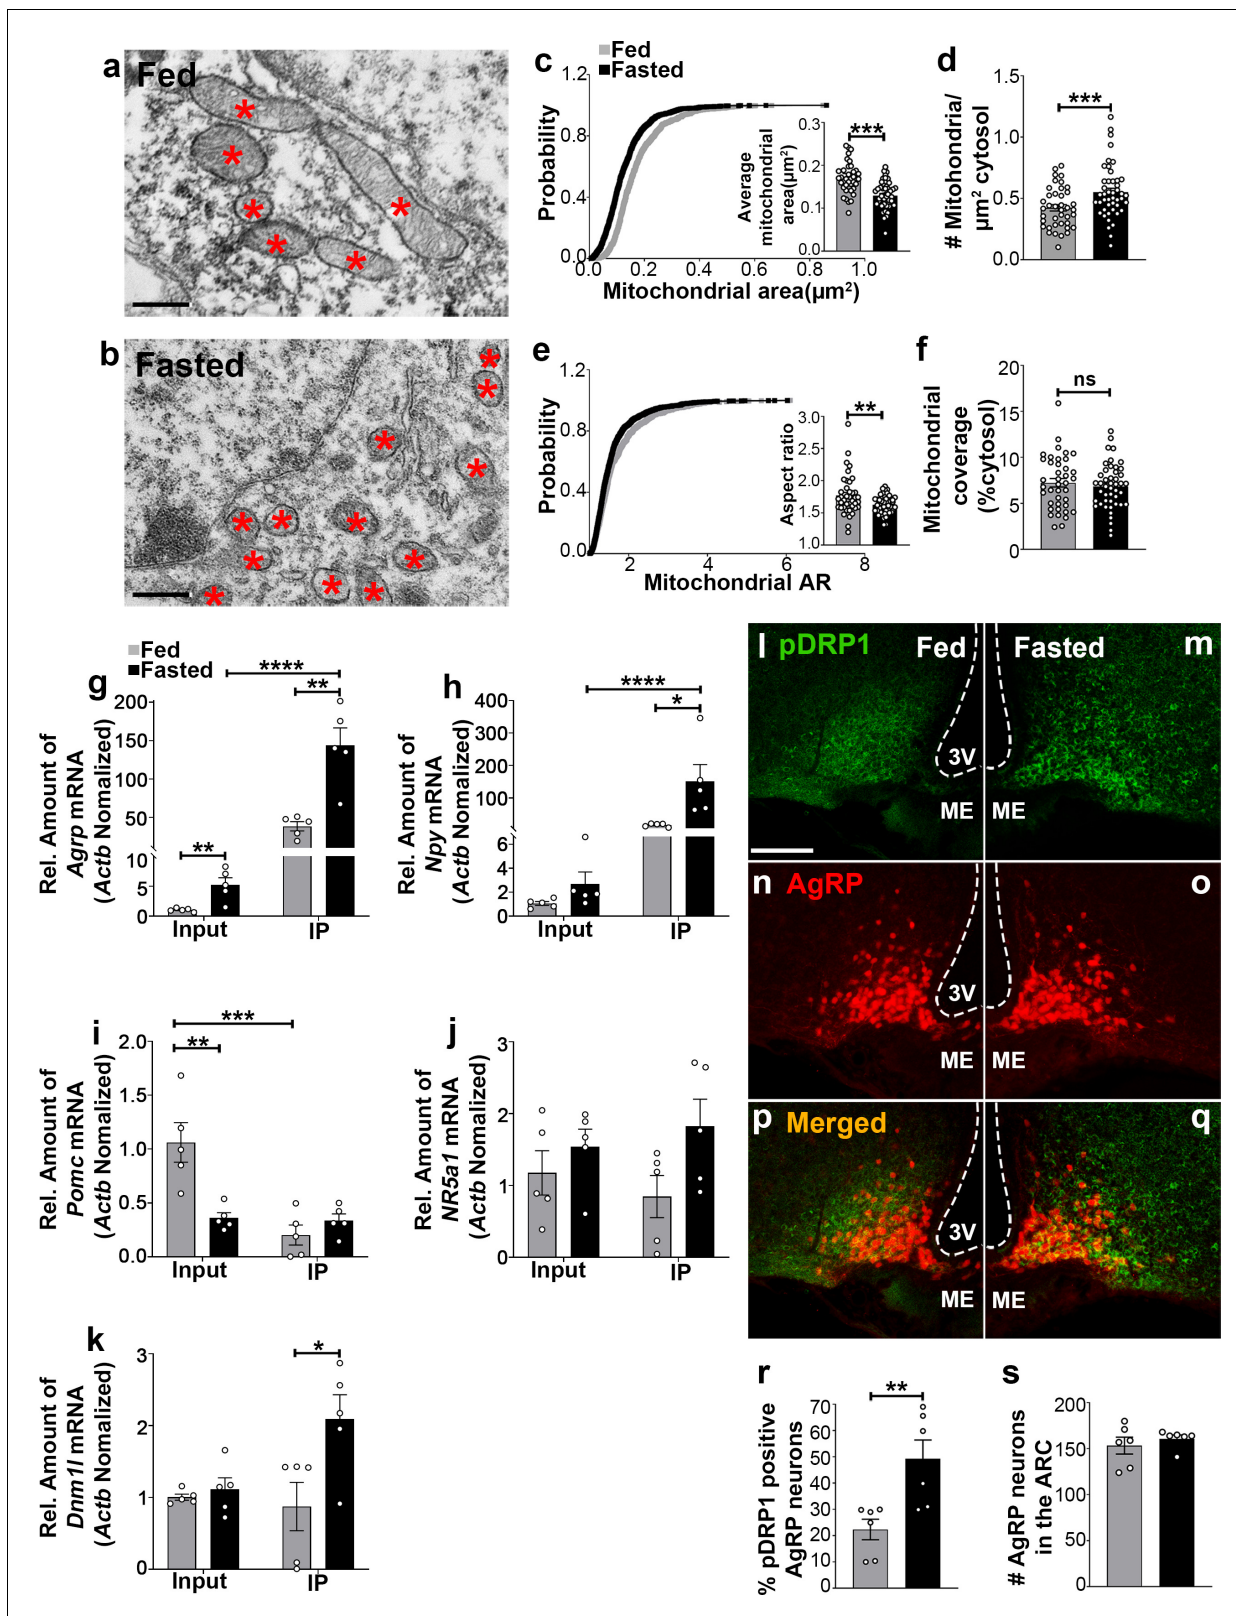 a
Fed
b
Fasted
c
Fed
Fasted
Probability
1.2
0.8
0.4
0.0
0.0
0.2
0.4
0.6
0.8
1.0
Mitochondrial area(µm²)
Average
mitochondrial
area(µm²)
0.3
0.2
0.1
0
***
d
# Mitohondria/
µm² cytosol
1.5
1.0
0.5
0.0
***
e
Probability
1.2
0.8
0.4
0.0
2
4
6
8
Mitochondrial AR
Aspect ratio
3.0
2.5
2.0
1.5
1.0
**
f
Mitochondrial
coverage
(%cytosol)
20
15
10
5
0
ns
Fed
Fasted
g
Rel. Amount of
Agrp mRNA
(Actb Nomalized)
200
150
100
50
10
5
0
****
**
**
Input
IP
h
Rel. Amount of
Npy mRNA
(Actb Nomalized)
400
300
200
100
6
4
2
0
****
*
Input
IP
i
Rel. Amount of
Pomc mRNA
(Actb Nomalized)
2.0
1.5
1.0
0.5
0.0
***
**
Input
IP
j
Rel. Amount of
NR5a1 mRNA
(Actb Nomalized)
3
2
1
0
Input
IP
k
Rel. Amount of
Dnm1l mRNA
(Actb Nomalized)
3
2
1
0
*
Input
IP
l
pDRP1
Fed
Fasted
m
3V
ME
ME
n
AgRP
o
3V
ME
ME
p
Merged
q
3V
ME
ME
r
% pDRP1 positive
AgRP neurons
70
60
50
40
30
20
10
0
**
s
# AgRP neurons
in the ARC
200
150
100
50
0